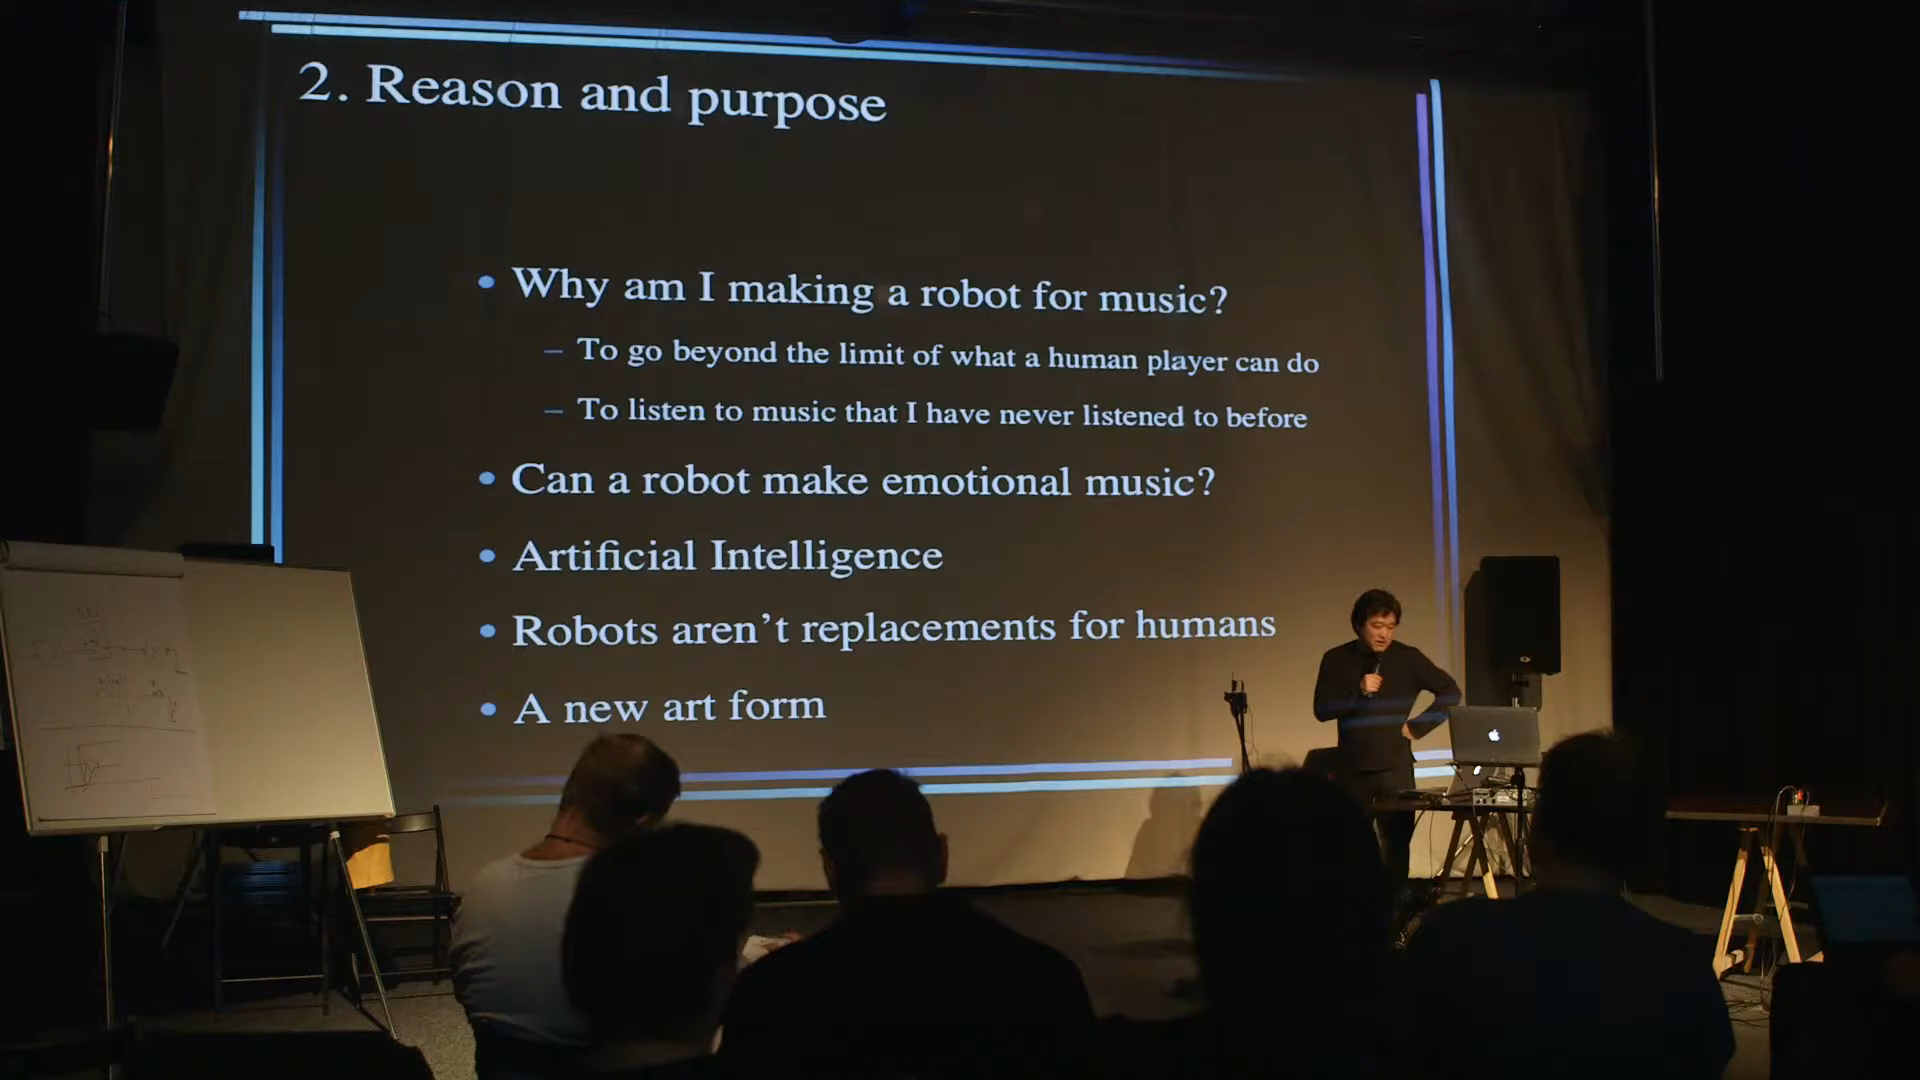 2. Reason and purpose
• Why am I making a robot for music?
– To go beyond the limit of what a human player can do
– To listen to music that I have never listened to before
• Can a robot make emotional music?
• Artificial Intelligence
• Robots aren't replacements for humans
• A new art form